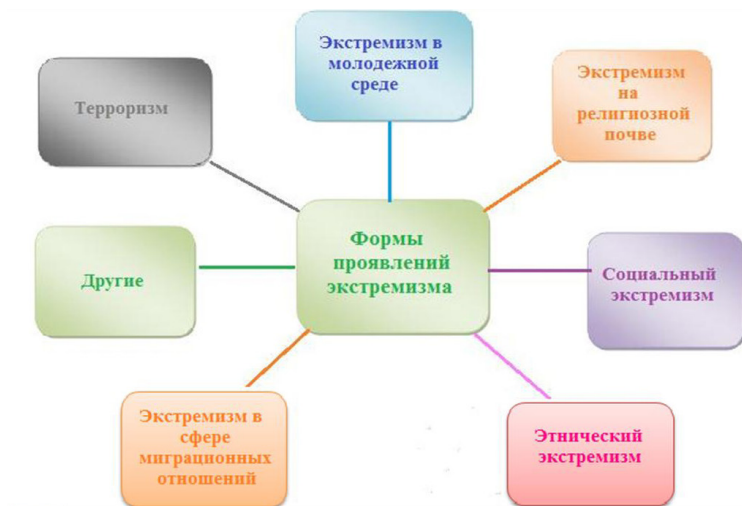 Экстремизм в
молодежной
среде
Терроризм
Экстремизм
на
религиозной
почве
Формы
проявлений
экстремизма
Другие
Социальный
экстремизм
Экстремизм в
сфере
миграционных
отношений
Этнический
экстремизм